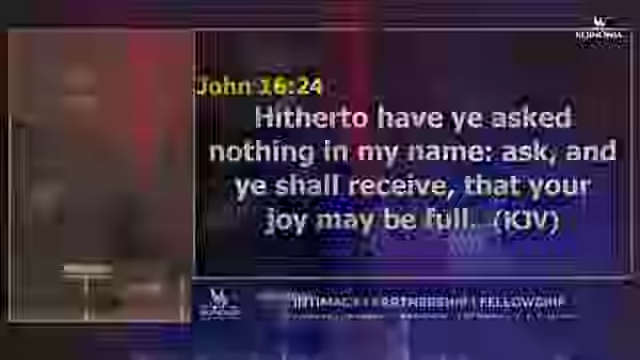 KOINONIA
John 16:24
Hitherto have ye asked
nothing in my name: ask, and
ye shall receive, that your
joy may be full. (KJV)
INTIMACY | PARTNERSHIP | FELLOWSHIP